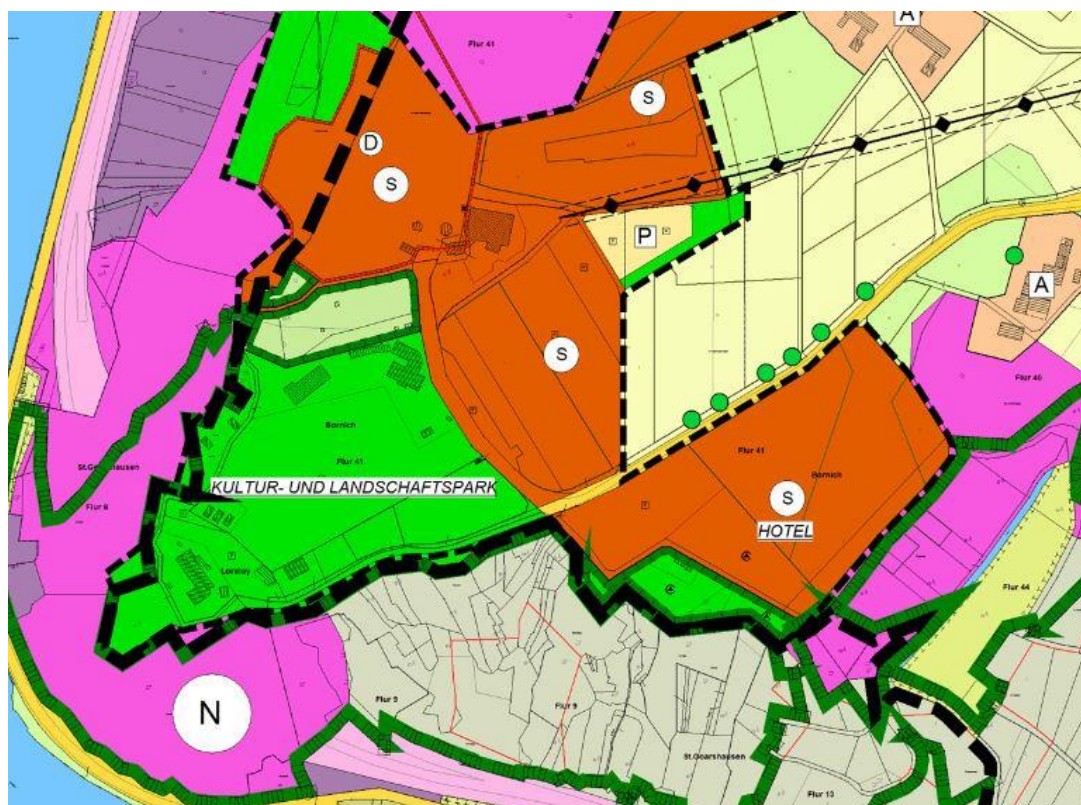 A
Flur 41
S
D
S
P
A
S
Flur 40
Bornich
Flur 41
Flur 41
Bornich
St.Goarshausen
KULTUR- UND LANDSCHAFTSPARK
S
Flur 8
HOTEL
Loreley
Flur 44
N
Flur 9
Flur 9
St.Goarshausen
Flur 13